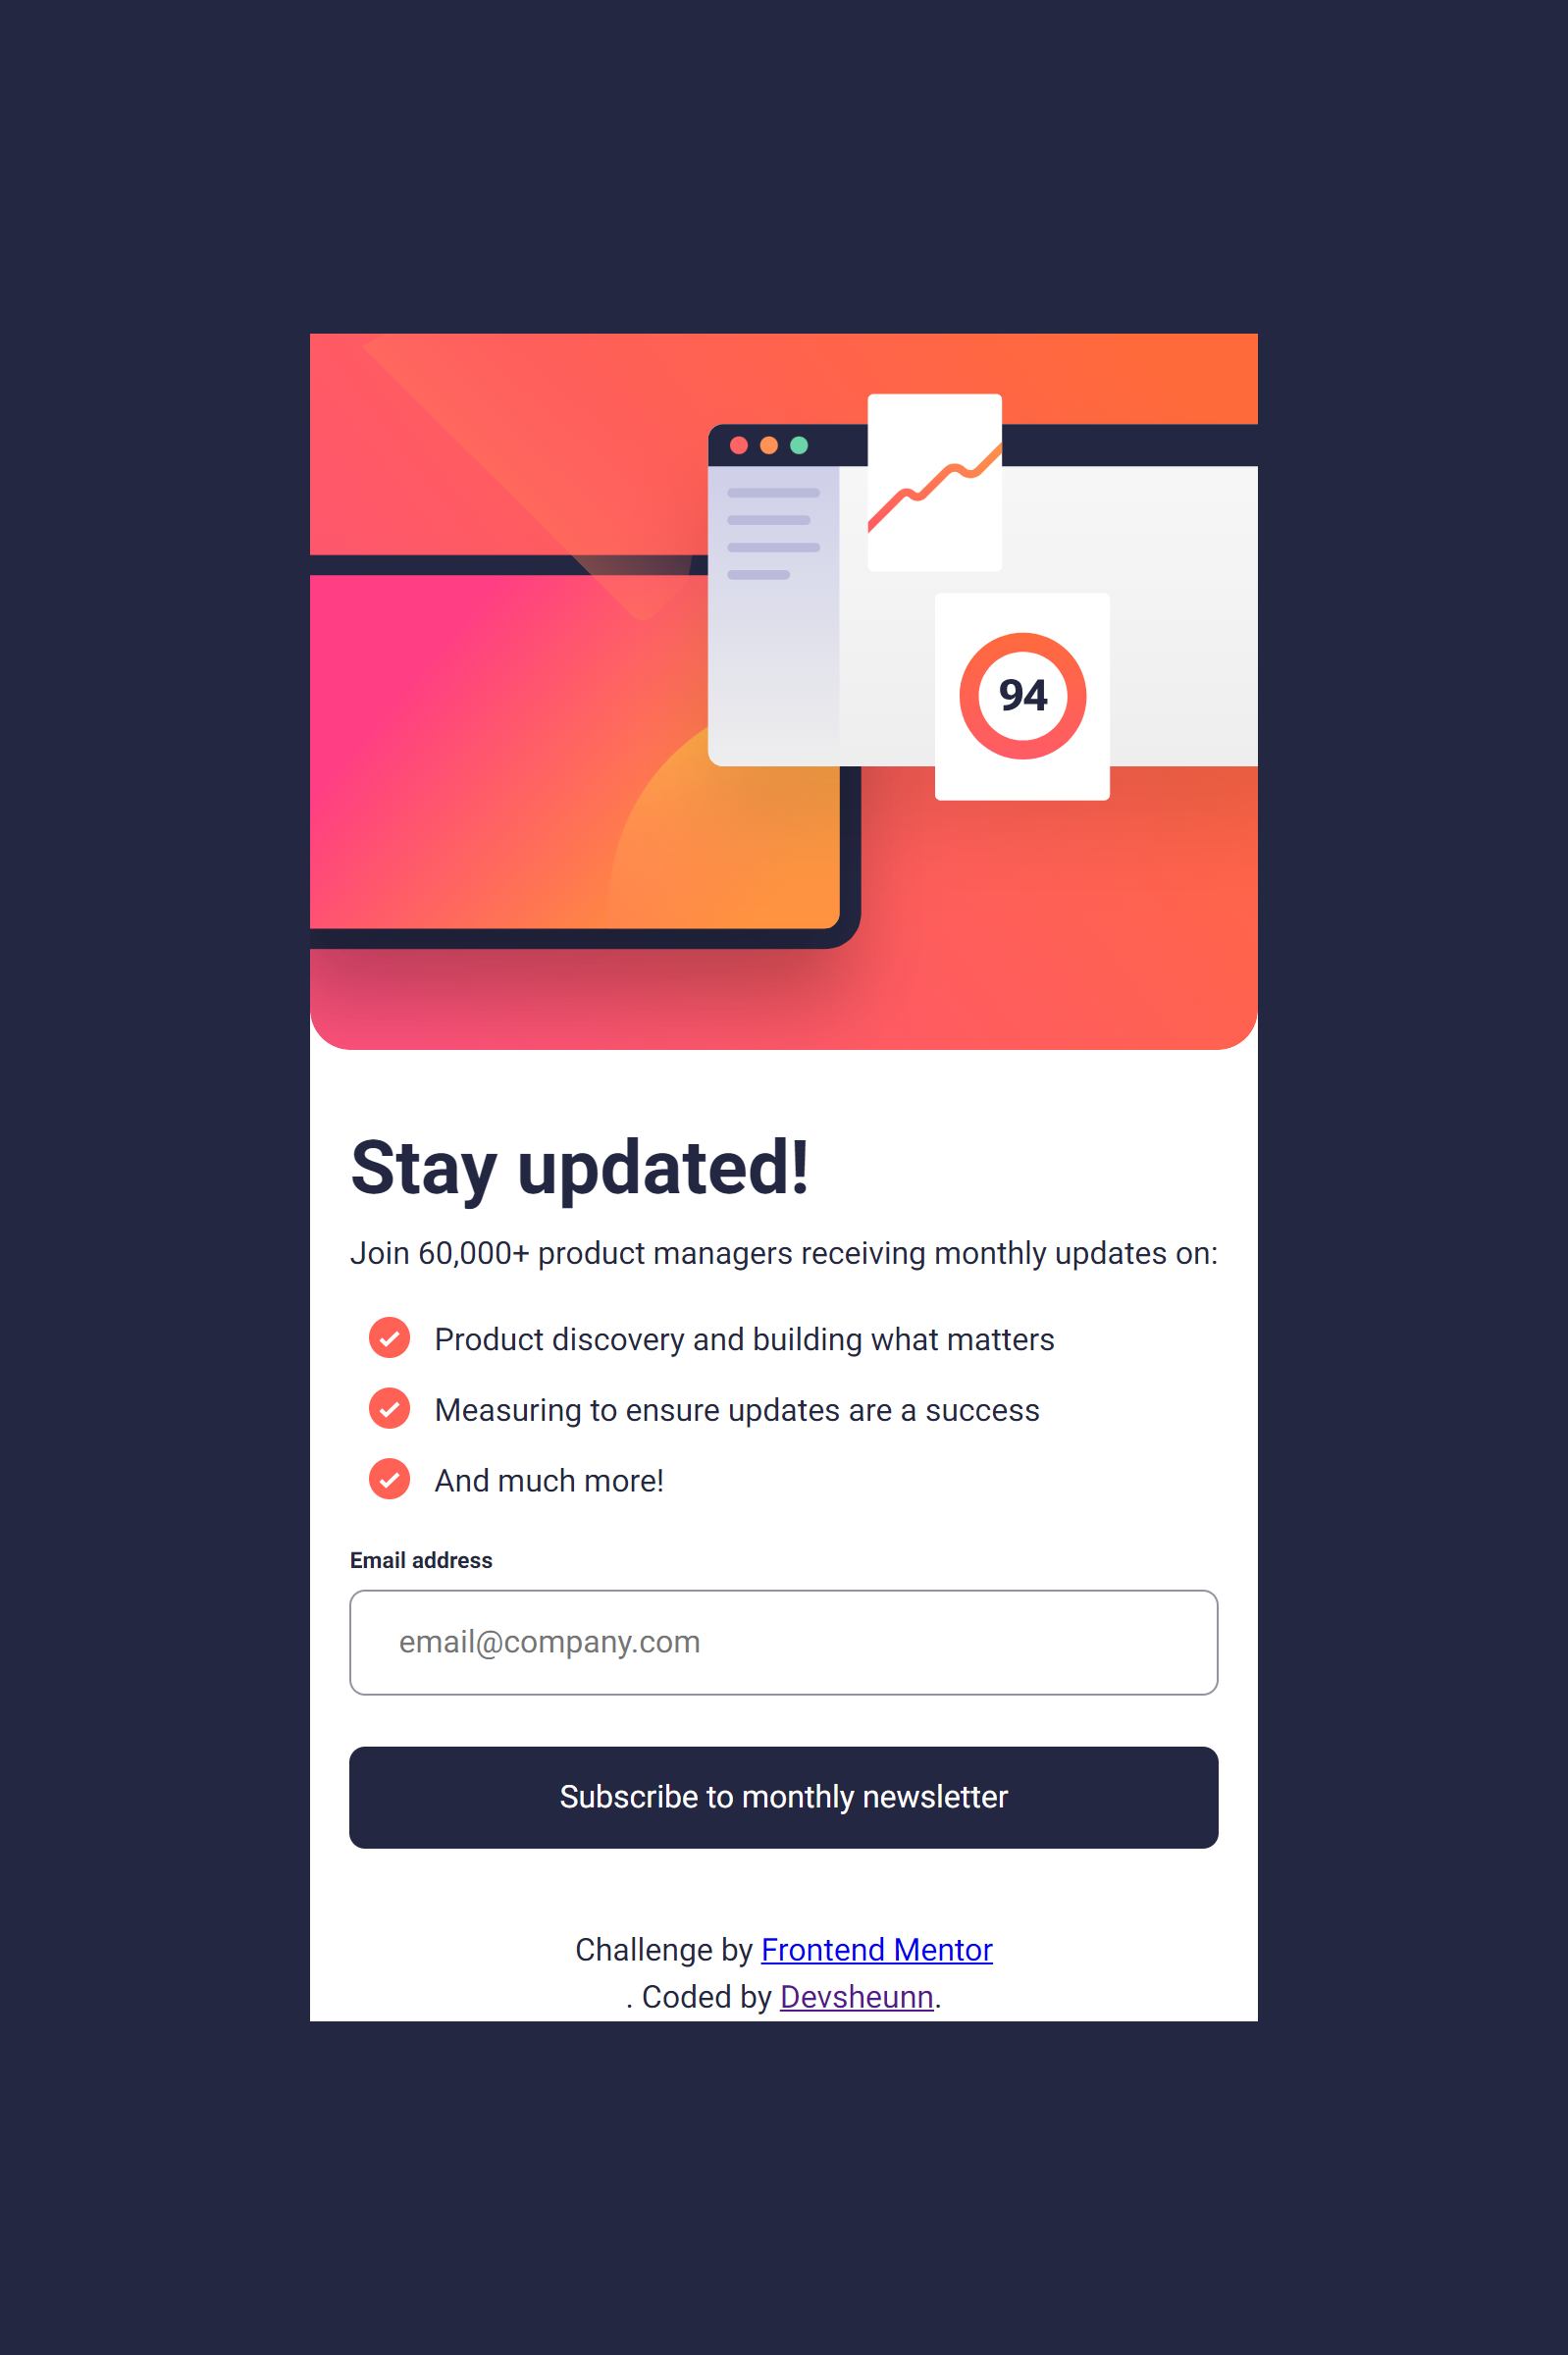 94
Stay updated!
Join 60,000+ product managers receiving monthly updates on:
Product discovery and building what matters
Measuring to ensure updates are a success
And much more!
Email address
email@company.com
Subscribe to monthly newsletter
Challenge by Frontend Mentor
. Coded by Devsheunn.